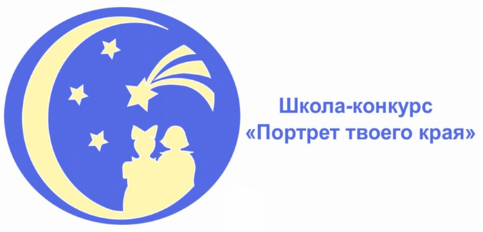 Школа-конкурс
«Портрет твоего края»